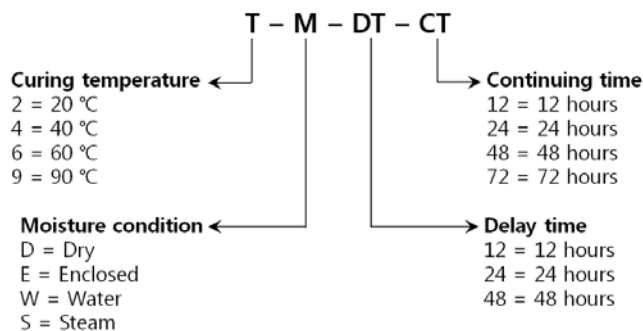 T – M – DT – CT
Curing temperature
2 = 20 ℃
4 = 40 ℃
6 = 60 ℃
9 = 90 ℃
Continuing time
12 = 12 hours
24 = 24 hours
48 = 48 hours
72 = 72 hours
Moisture condition
D = Dry
E = Enclosed
W = Water
S = Steam
Delay time
12 = 12 hours
24 = 24 hours
48 = 48 hours